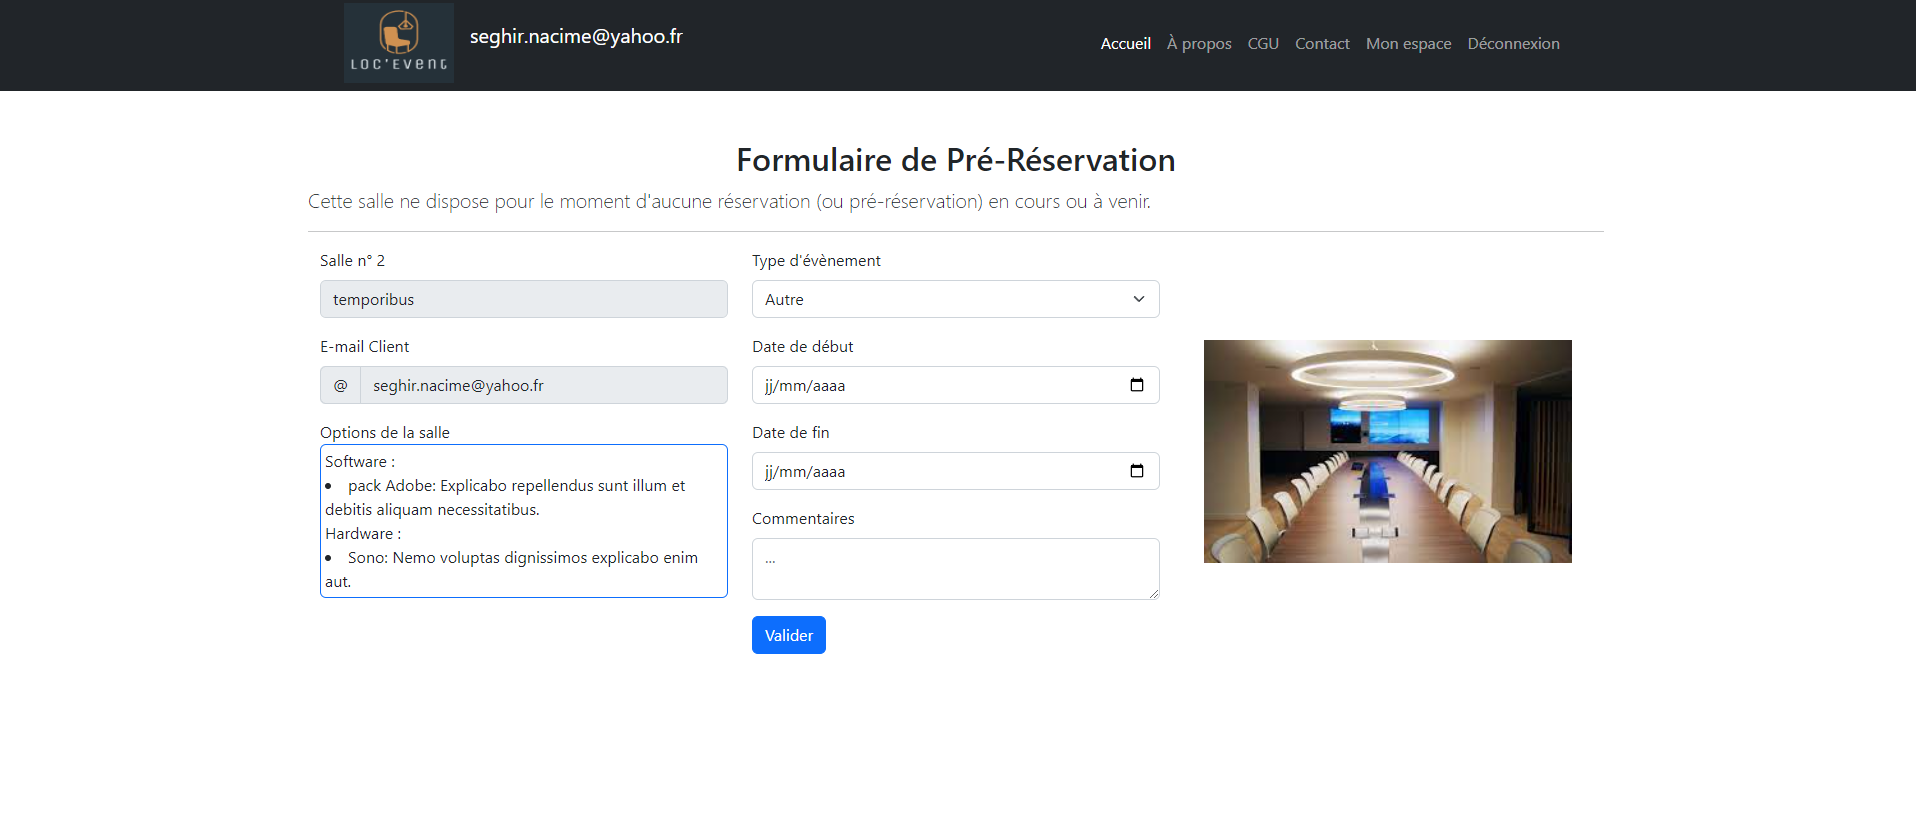 LOC'EVENT
seghir.nacime@yahoo.fr
Accueil À propos CGU Contact Mon espace Déconnexion
Formulaire de Pré-Réservation
Cette salle ne dispose pour le moment d'aucune réservation (ou pré-réservation) en cours ou à venir.
Salle n° 2
temporibus
E-mail Client
@ seghir.nacime@yahoo.fr
Options de la salle
Software :
• pack Adobe: Explicabo repellendus sunt illum et
debitis aliquam necessitatibus.
Hardware :
• Sono: Nemo voluptas dignissimos explicabo enim
aut.
Type d'évènement
Autre
Date de début
jj/mm/aaaa
Date de fin
jj/mm/aaaa
Commentaires
...
Valider